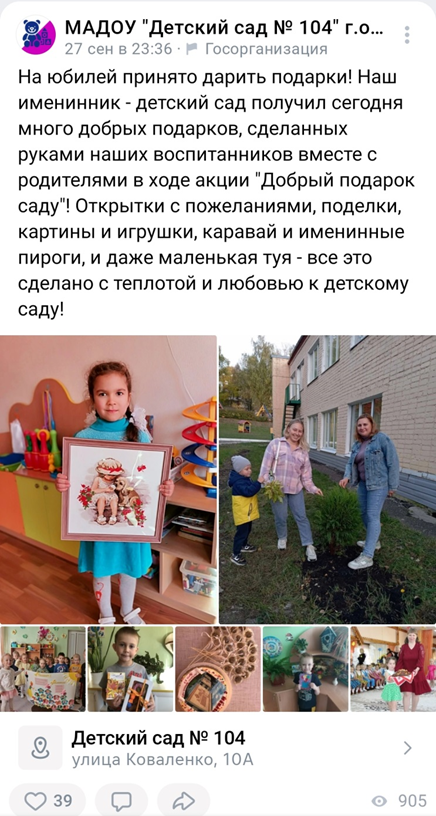 МАДОУ "Детский сад № 104" г.о...
27 сен в 23:36 · Госорганизация
На юбилей принято дарить подарки! Наш
именинник - детский сад получил сегодня
много добрых подарков, сделанных
руками наших воспитанников вместе с
родителями в ходе акции "Добрый подарок
саду"! Открытки с пожеланиями, поделки,
картины и игрушки, каравай и именинные
пироги, и даже маленькая туя - все это
сделано с теплотой и любовью к детскому
саду!
Детский сад № 104
улица Коваленко, 10А
39
905